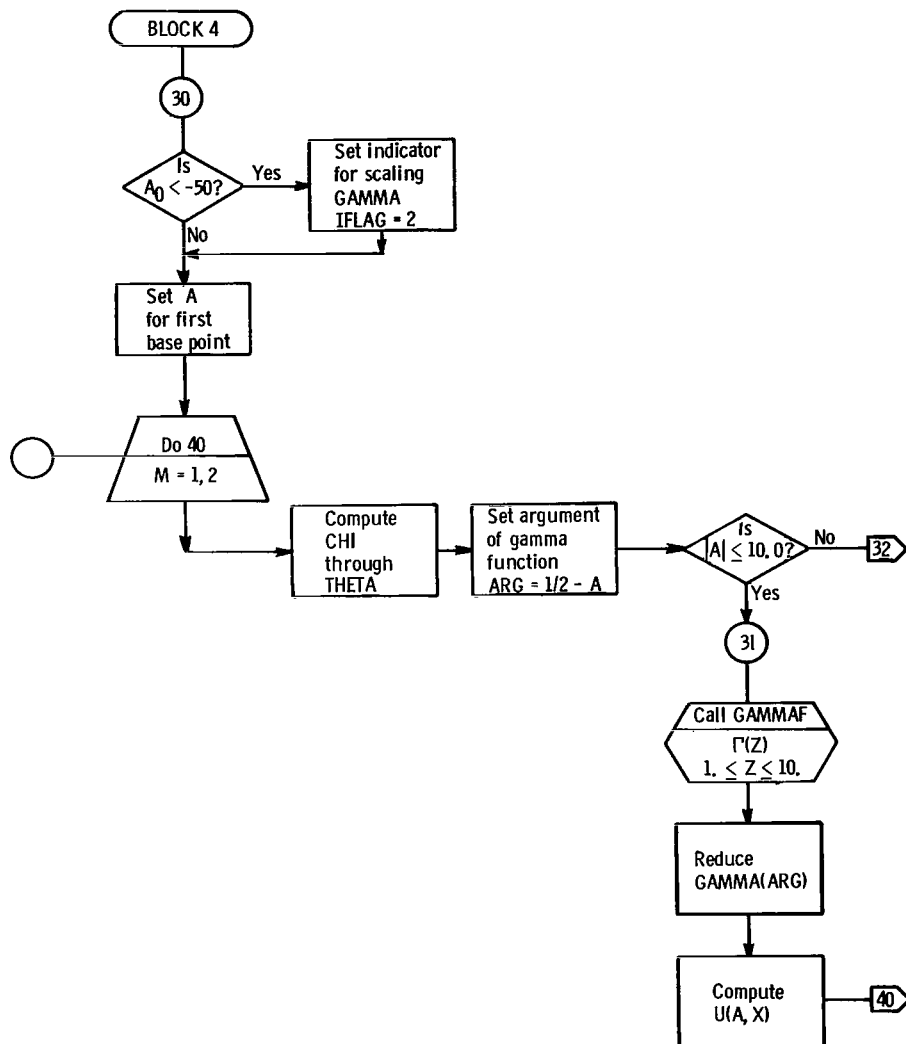 BLOCK 4
30
Is
A0 < -50?
Yes
No
Set indicator
for scaling
GAMMA
IFLAG = 2
Set A
for first
base point
Do 40
M = 1, 2
Compute
CHI
through
THETA
Set argument
of gamma
function
ARG = 1/2 - A
Is
|A| ≤ 10.0?
No
32
Yes
31
Call GAMMAF
Γ(Z)
1. ≤ Z ≤ 10.
Reduce
GAMMA(ARG)
Compute
U(A, X)
40